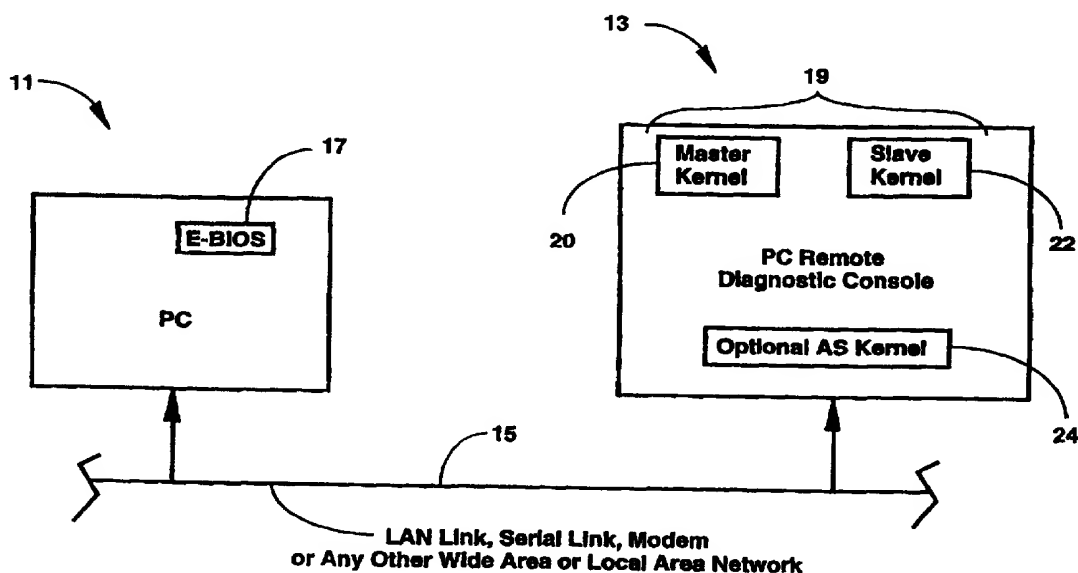 13
11
19
17
Master
Kernel
Slave
Kernel
E-BIOS
20
22
PC Remote
Diagnostic Console
PC
Optional AS Kernel
15
24
LAN Link, Serial Link, Modem
or Any Other Wide Area or Local Area Network